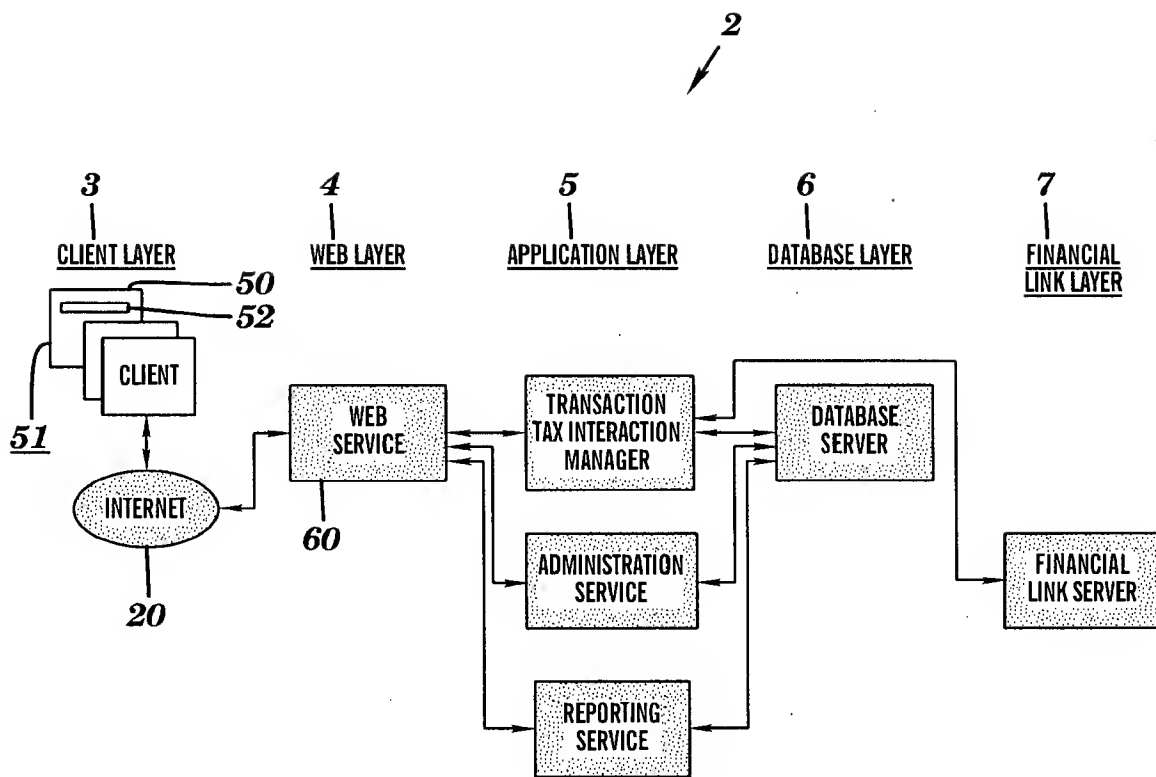 2
3
4
5
6
7
CLIENT LAYER
WEB LAYER
APPLICATION LAYER
DATABASE LAYER
FINANCIAL
LINK LAYER
50
52
51
CLIENT
WEB
SERVICE
60
TRANSACTION
TAX INTERACTION
MANAGER
DATABASE
SERVER
INTERNET
20
ADMINISTRATION
SERVICE
FINANCIAL
LINK SERVER
REPORTING
SERVICE